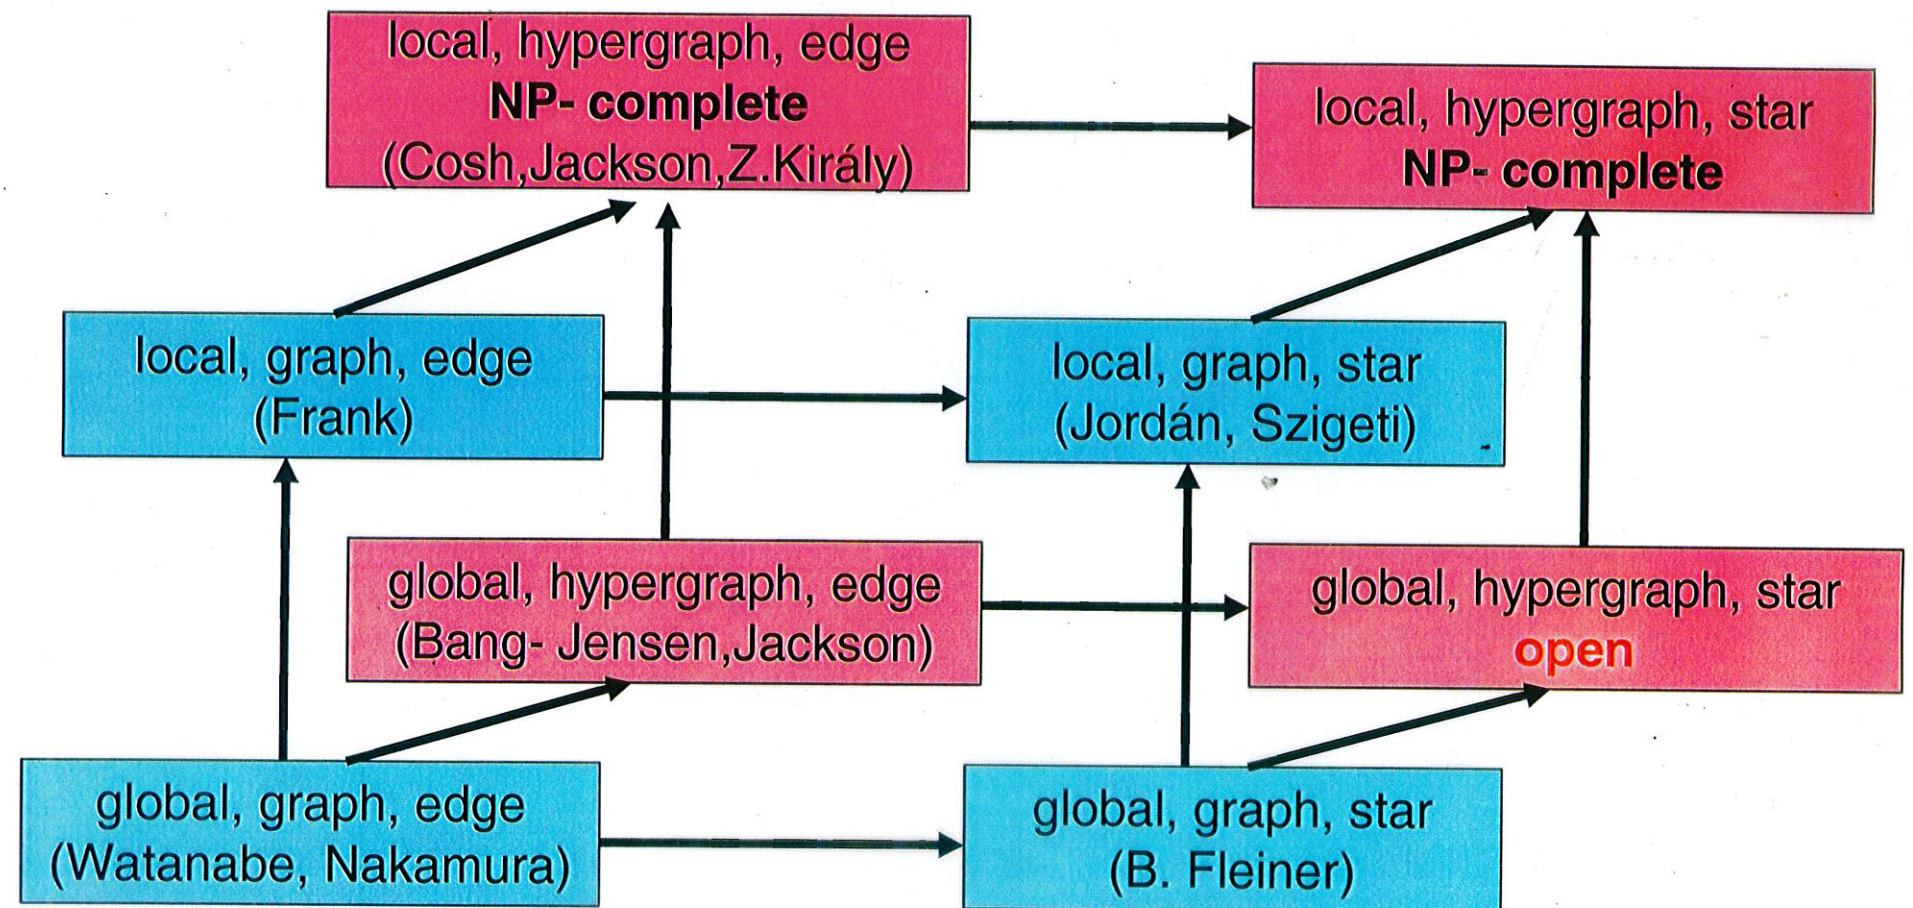 local, hypergraph, edge
NP- complete
(Cosh,Jackson,Z.Király)
local, hypergraph, star
NP- complete
local, graph, edge
(Frank)
local, graph, star
(Jordán, Szigeti)
global, hypergraph, edge
(Bang- Jensen,Jackson)
global, hypergraph, star
open
global, graph, edge
(Watanabe, Nakamura)
global, graph, star
(B. Fleiner)